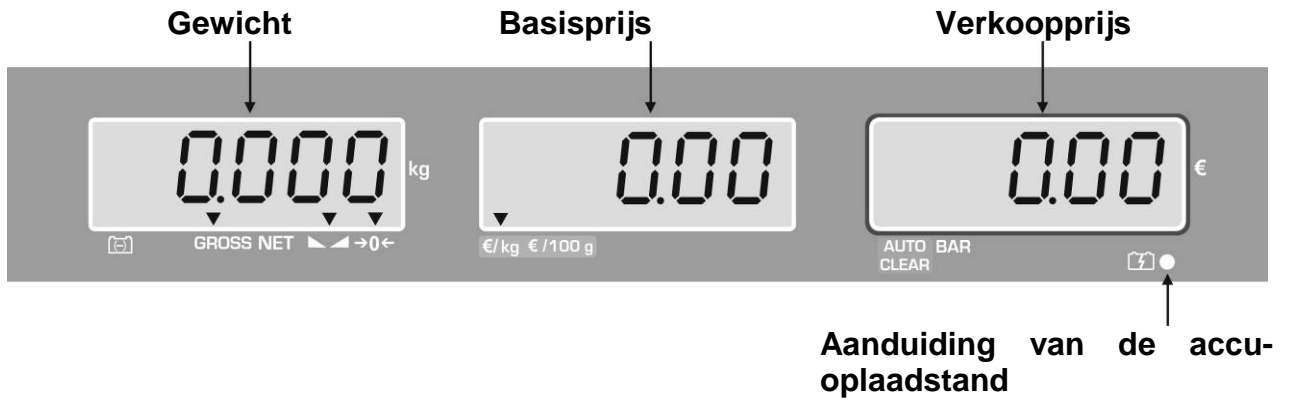 Gewicht Basisprijs Verkoopprijs
0.000 kg 0.00 0.00 €
GROSS NET →0← €/kg €/100 g AUTO BAR
CLEAR
Aanduiding van de accu-
oplaadstand